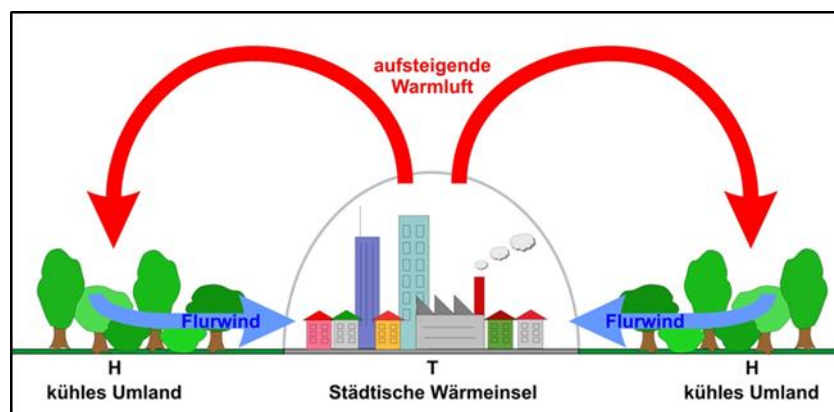 aufsteigende
Warmluft
Flurwind
Flurwind
H
T
H
kühles Umland
Städtische Wärmeinsel
kühles Umland